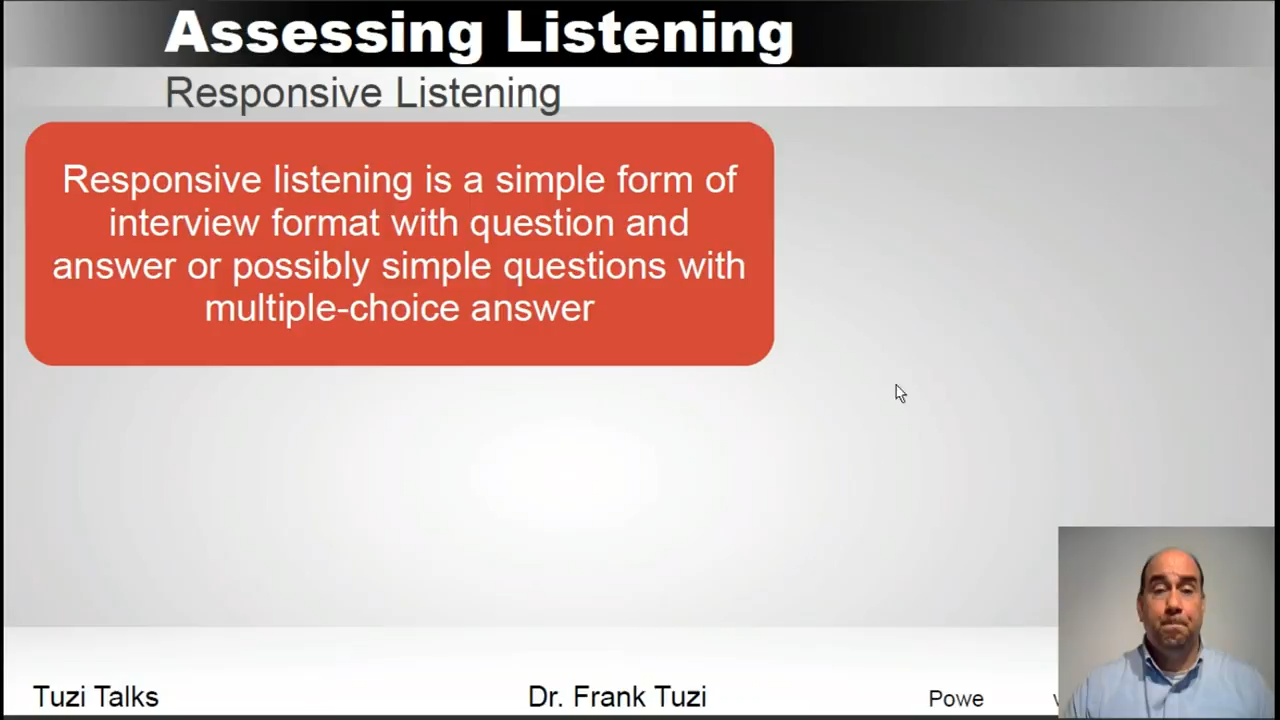 Assessing Listening
Responsive Listening
Responsive listening is a simple form of
interview format with question and
answer or possibly simple questions with
multiple-choice answer
Tuzi Talks
Dr. Frank Tuzi
Powe